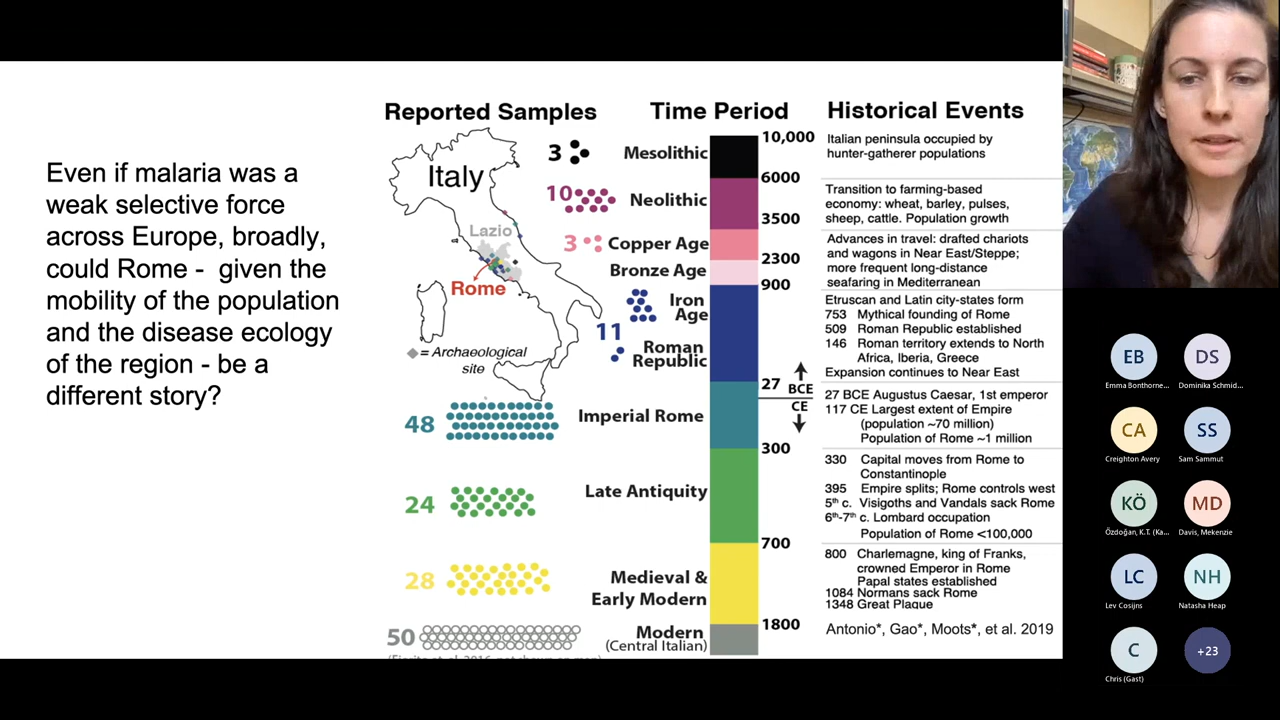 Even if malaria was a
weak selective force
across Europe, broadly,
could Rome - given the
mobility of the population
and the disease ecology
of the region - be a
different story?
Reported Samples
Time Period
Historical Events
Italy
Lazio
Rome
= Archaeological
site
3
Mesolithic
10,000
Italian peninsula occupied by
hunter-gatherer populations
6000
10
Neolithic
Transition to farming-based
economy: wheat, barley, pulses,
sheep, cattle. Population growth
3500
3
Copper Age
Advances in travel: drafted chariots
and wagons in Near East/Steppe;
more frequent long-distance
seafaring in Mediterranean
2300
Bronze Age
900
11
Iron
Age
Roman
Republic
Etruscan and Latin city-states form
753 Mythical founding of Rome
509 Roman Republic established
146 Roman territory extends to North
Africa, Iberia, Greece
Expansion continues to Near East
27
BCE
CE
48
Imperial Rome
27 BCE Augustus Caesar, 1st emperor
117 CE Largest extent of Empire
(population ~70 million)
Population of Rome ~1 million
300
24
Late Antiquity
330 Capital moves from Rome to
Constantinople
395 Empire splits; Rome controls west
5th c. Visigoths and Vandals sack Rome
6th-7th c. Lombard occupation
Population of Rome <100,000
700
28
Medieval &
Early Modern
800 Charlemagne, king of Franks,
crowned Emperor in Rome
Papal states established
1084 Normans sack Rome
1348 Great Plague
1800
50
Modern
(Central Italian)
Antonio*, Gao*, Moots*, et al. 2019
EB
Emma Bonthorne...
DS
Dominika Schmid...
CA
Creighton Avery
SS
Sam Sammut
KÖ
Özdoğan, K.T. (Ka...
MD
Davis, Mekenzie
LC
Lev Cosijns
NH
Natasha Heap
C
Chris (Gast)
+23